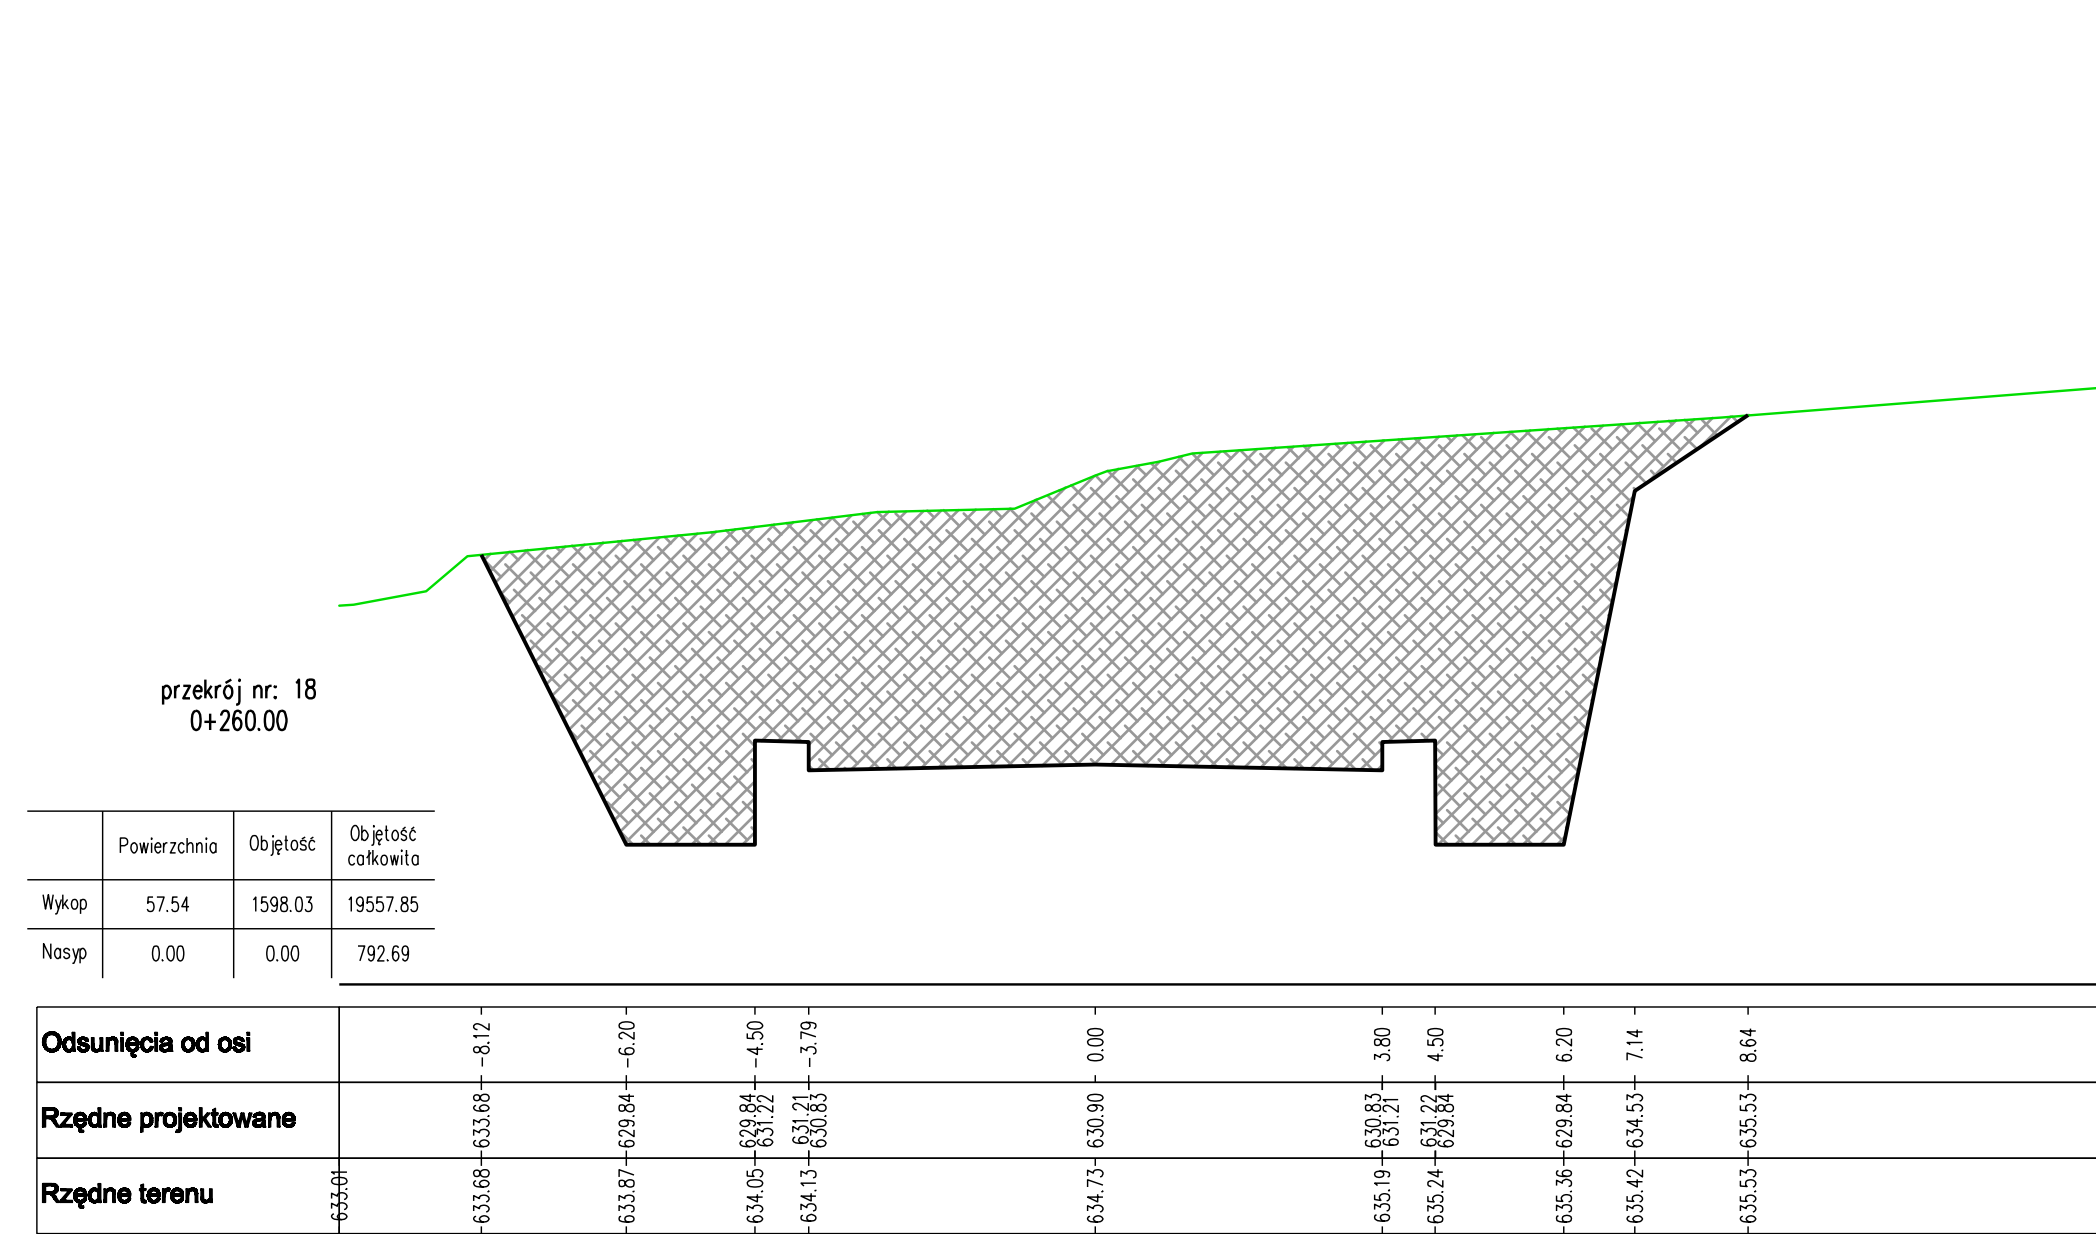 przekrój nr: 18
0+260.00
Powierzchnia Objętość Objętość całkowita
Wykop 57.54 1598.03 19557.85
Nasyp 0.00 0.00 792.69
Odsunięcia od osi -8.12 -6.20 -4.50 -3.79 0.00 3.80 4.50 6.20 7.14 8.64
Rzędne projektowane 633.68 629.84 629.84 631.22 631.21 630.83 630.90 630.83 631.21 631.22 629.84 629.84 634.53 635.53
Rzędne terenu 633.01 633.68 633.87 634.05 634.13 634.73 635.19 635.24 635.36 635.42 635.53